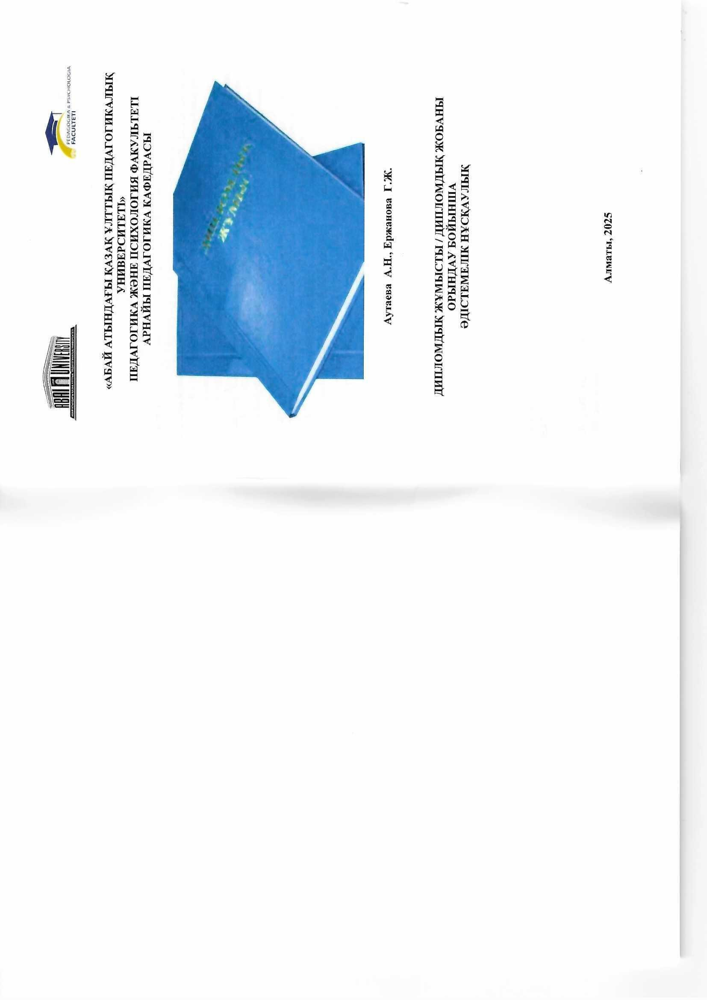 ABAI UNIVERSITY
PEDAGOGIKA & PSYCHOLOGIA
FACULTETI
«АБАЙ АТЫНДАҒЫ ҚАЗАҚ ҰЛТТЫҚ ПЕДАГОГИКАЛЫҚ
УНИВЕРСИТЕТІ»
ПЕДАГОГИКА ЖӘНЕ ПСИХОЛОГИЯ ФАКУЛЬТЕТІ
АРНАЙЫ ПЕДАГОГИКА КАФЕДРАСЫ
ДИПЛОМДЫҚ
ЖҰМЫС
Аутаева А.Н., Ержанова Г.Ж.
ДИПЛОМДЫҚ ЖҰМЫСТЫ / ДИПЛОМДЫҚ ЖОБАНЫ
ОРЫНДАУ БОЙЫНША
ӘДІСТЕМЕЛІК НҰСҚАУЛЫҚ
Алматы, 2025